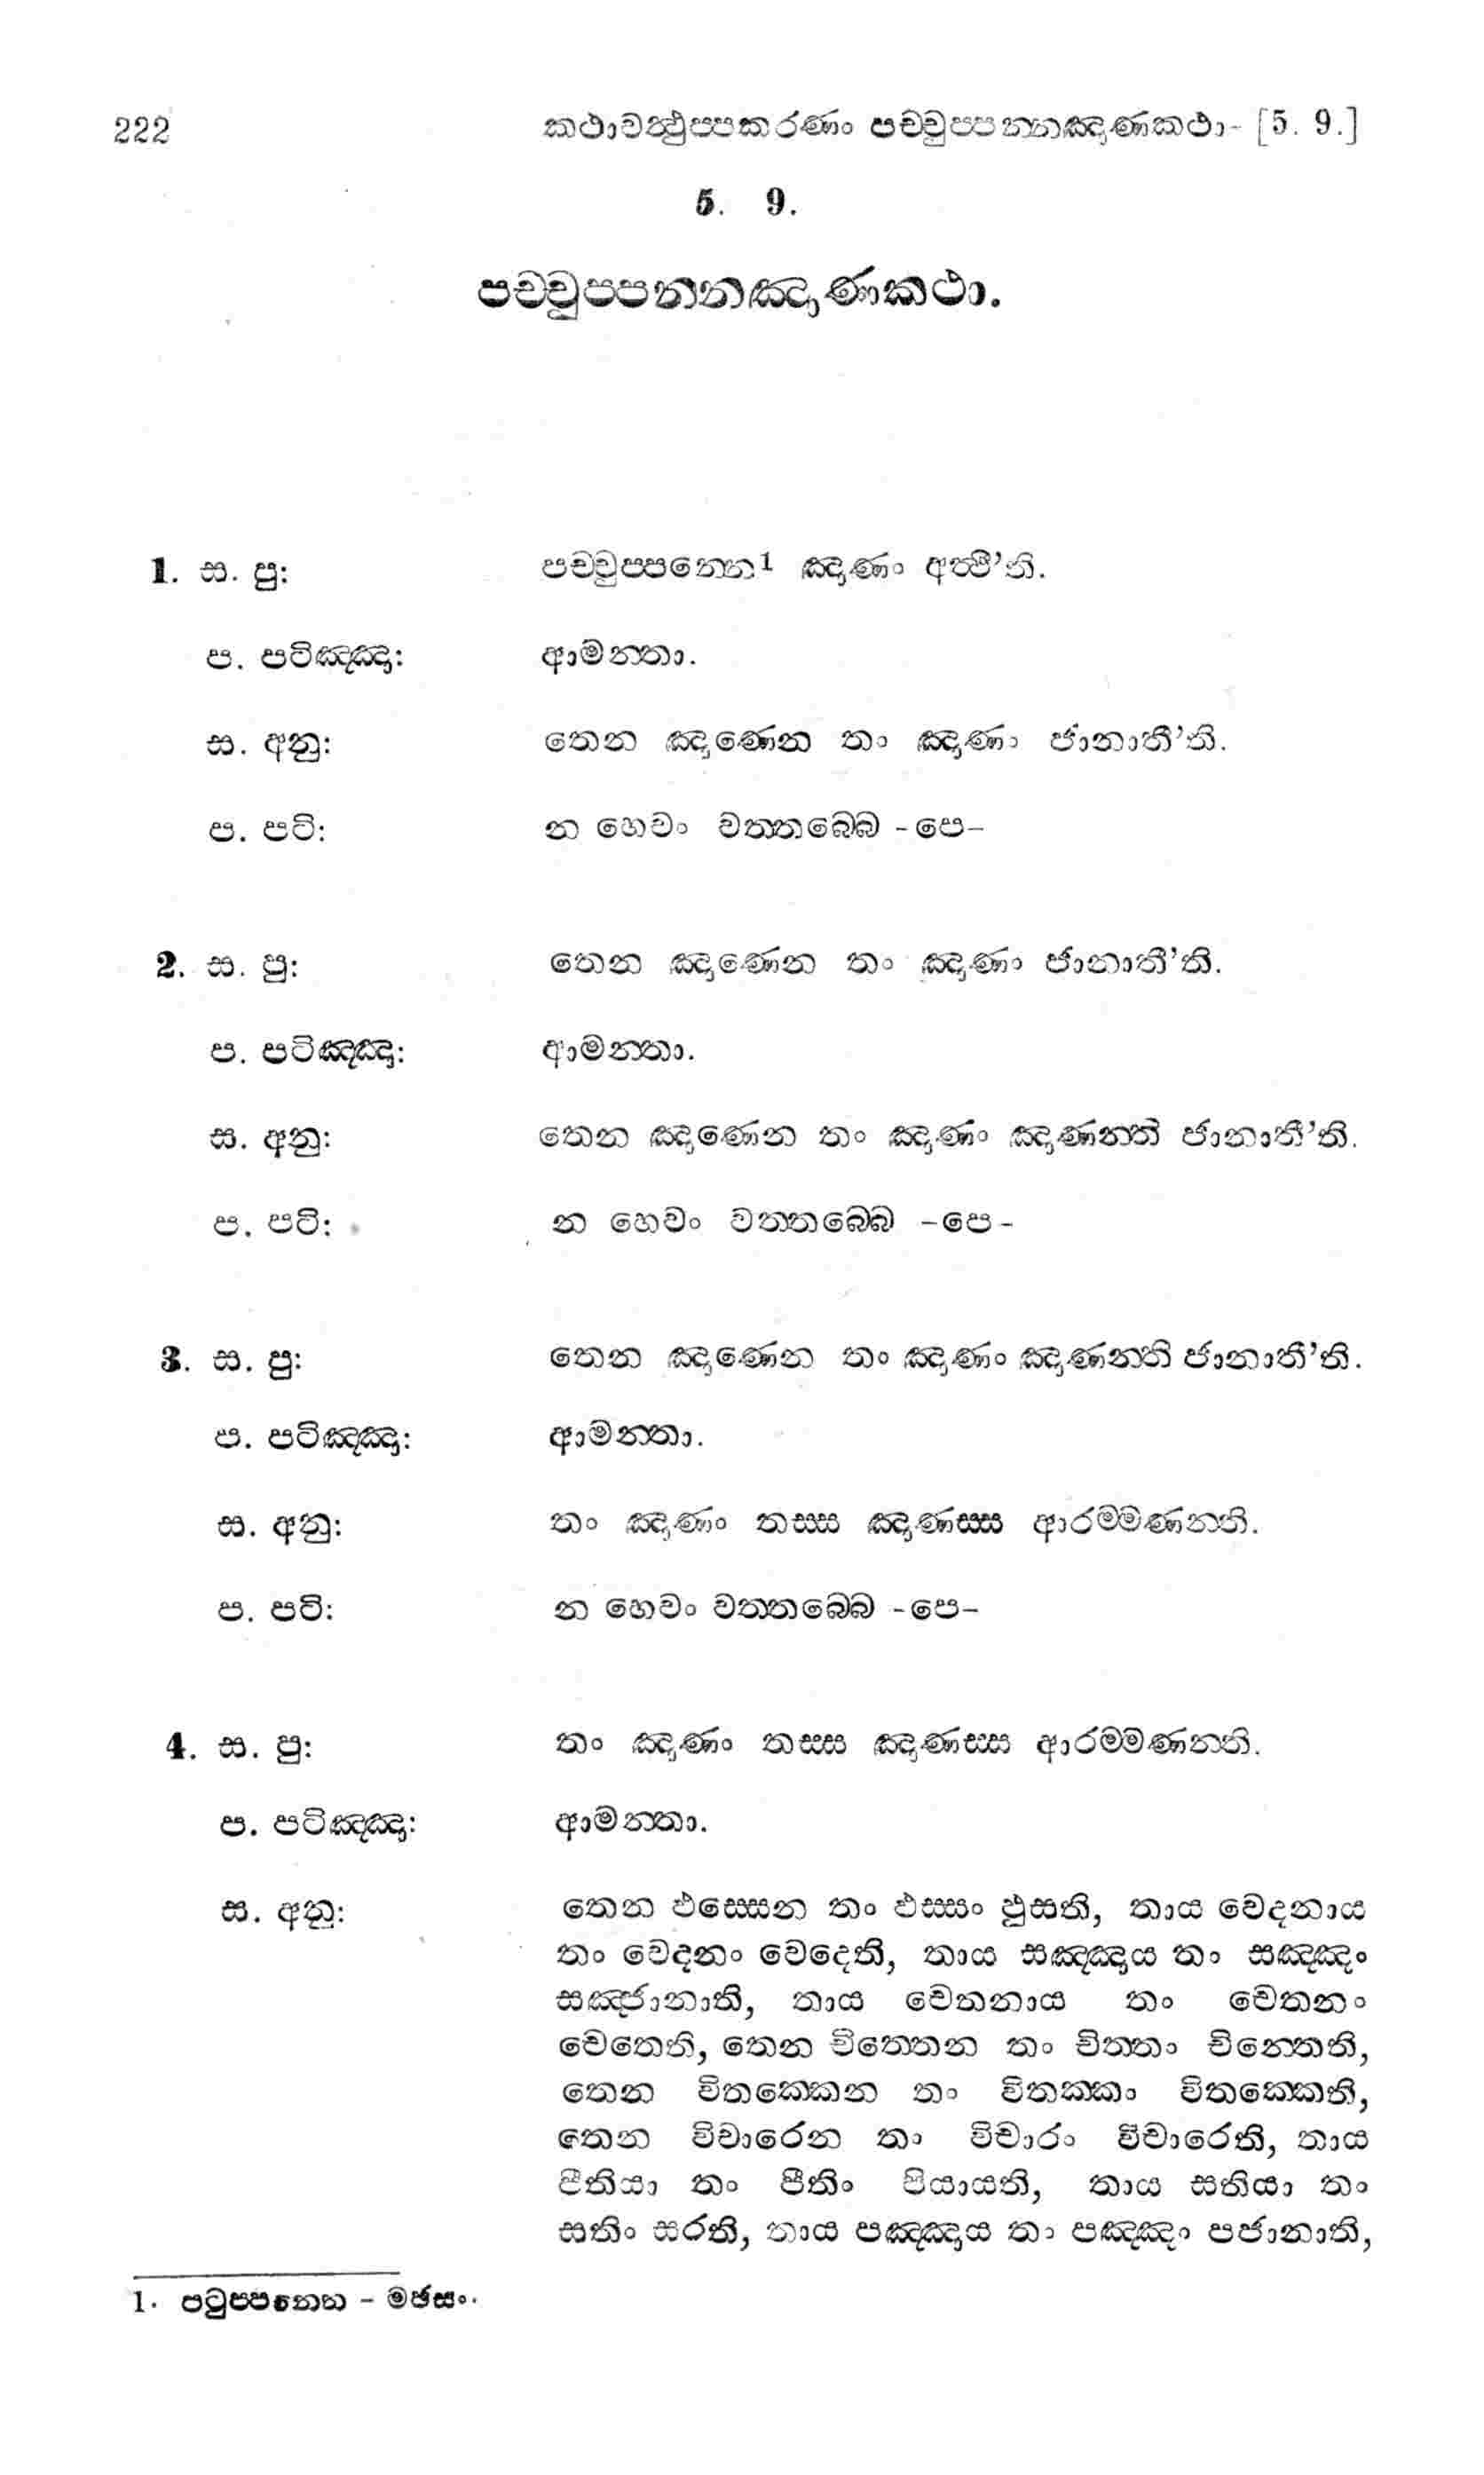 222 කථාවත්‍ථුප්පකරණං පච්චුප්පන්නඤාණකථා- [5. 9.]
5. 9.
පච්චුප්පන්නඤාණකථා.
1. ස. පු: පච්චුප්පන්නෙ1 ඤාණං අත්‍ථී’ති.
ප. පටිඤ්ඤා: ආමන්තා.
ස. අනු: තෙන ඤාණෙන තං ඤාණං ජානාතී’ති.
ප. පටි: න හෙවං වත්තබ්බෙ -පෙ-
2. ස. පු: තෙන ඤාණෙන තං ඤාණං ජානාතී’ති.
ප. පටිඤ්ඤා: ආමන්තා.
ස. අනු: තෙන ඤාණෙන තං ඤාණං ඤාණන්ති ජානාතී’ති.
ප. පටි: න හෙවං වත්තබ්බෙ -පෙ-
3. ස. පු: තෙන ඤාණෙන තං ඤාණං ඤාණන්ති ජානාතී’ති.
ප. පටිඤ්ඤා: ආමන්තා.
ස. අනු: තං ඤාණං තස්ස ඤාණස්ස ආරම්මණන්ති.
ප. පටි: න හෙවං වත්තබ්බෙ -පෙ-
4. ස. පු: තං ඤාණං තස්ස ඤාණස්ස ආරම්මණන්ති.
ප. පටිඤ්ඤා: ආමන්තා.
ස. අනු: තෙන ඵස්සෙන තං ඵස්සං ඵුසති, තාය වෙදනාය
තං වෙදනං වෙදෙති, තාය සඤ්ඤාය තං සඤ්ඤං
සඤ්ජානාති, තාය චෙතනාය තං චෙතනං
චෙතෙති, තෙන චිත්තෙන තං චිත්තං චින්තෙති,
තෙන විතක්කෙන තං විතක්කං විතක්කෙති,
තෙන විචාරෙන තං විචාරං විචාරෙති, තාය
පීතියා තං පීතිං පියායති, තාය සතියා තං
සතිං සරති, තාය පඤ්ඤාය තං පඤ්ඤං පජානාති,
1. පටුප්පන්නෙ - මඡසං.